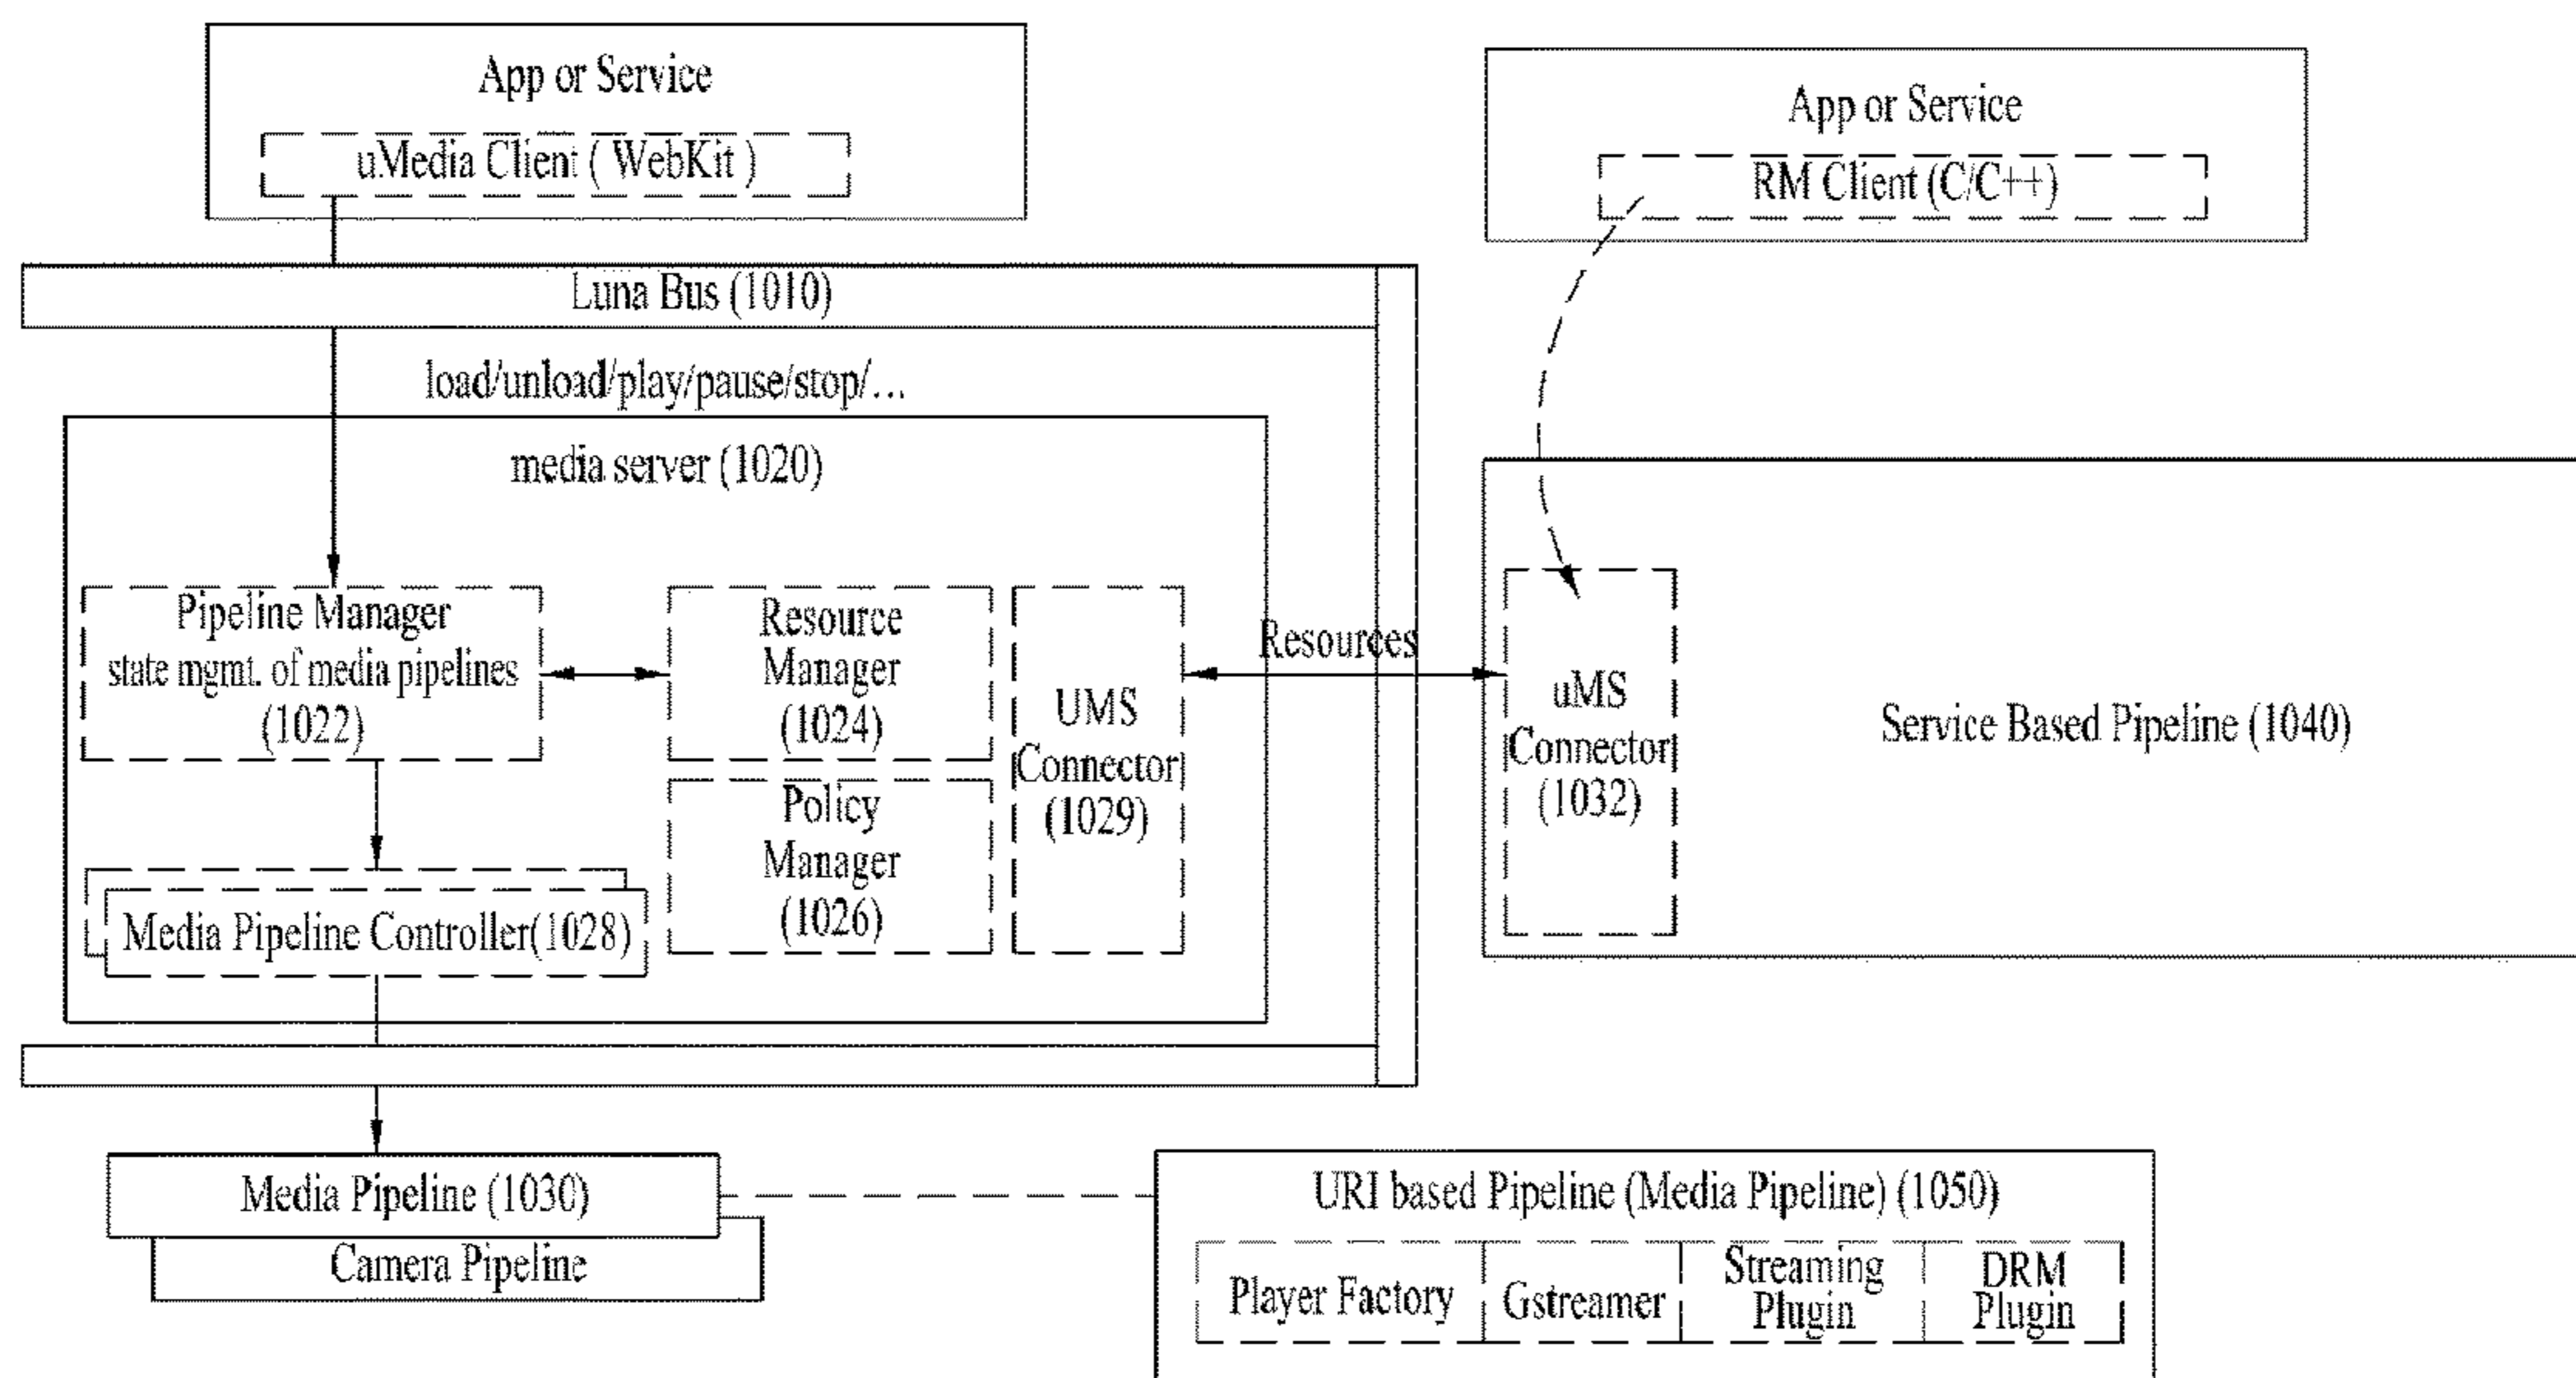 App or Service
uMedia Client ( WebKit )
App or Service
RM Client (C/C++)
Luna Bus (1010)
load/unload/play/pause/stop/...
media server (1020)
Pipeline Manager
state mgmt. of media pipelines
(1022)
Resource
Manager
(1024)
Policy
Manager
(1026)
UMS
Connector
(1029)
Resources
uMS
Connector
(1032)
Service Based Pipeline (1040)
Media Pipeline Controller(1028)
Media Pipeline (1030)
Camera Pipeline
URI based Pipeline (Media Pipeline) (1050)
Player Factory
Gstreamer
Streaming
Plugin
DRM
Plugin